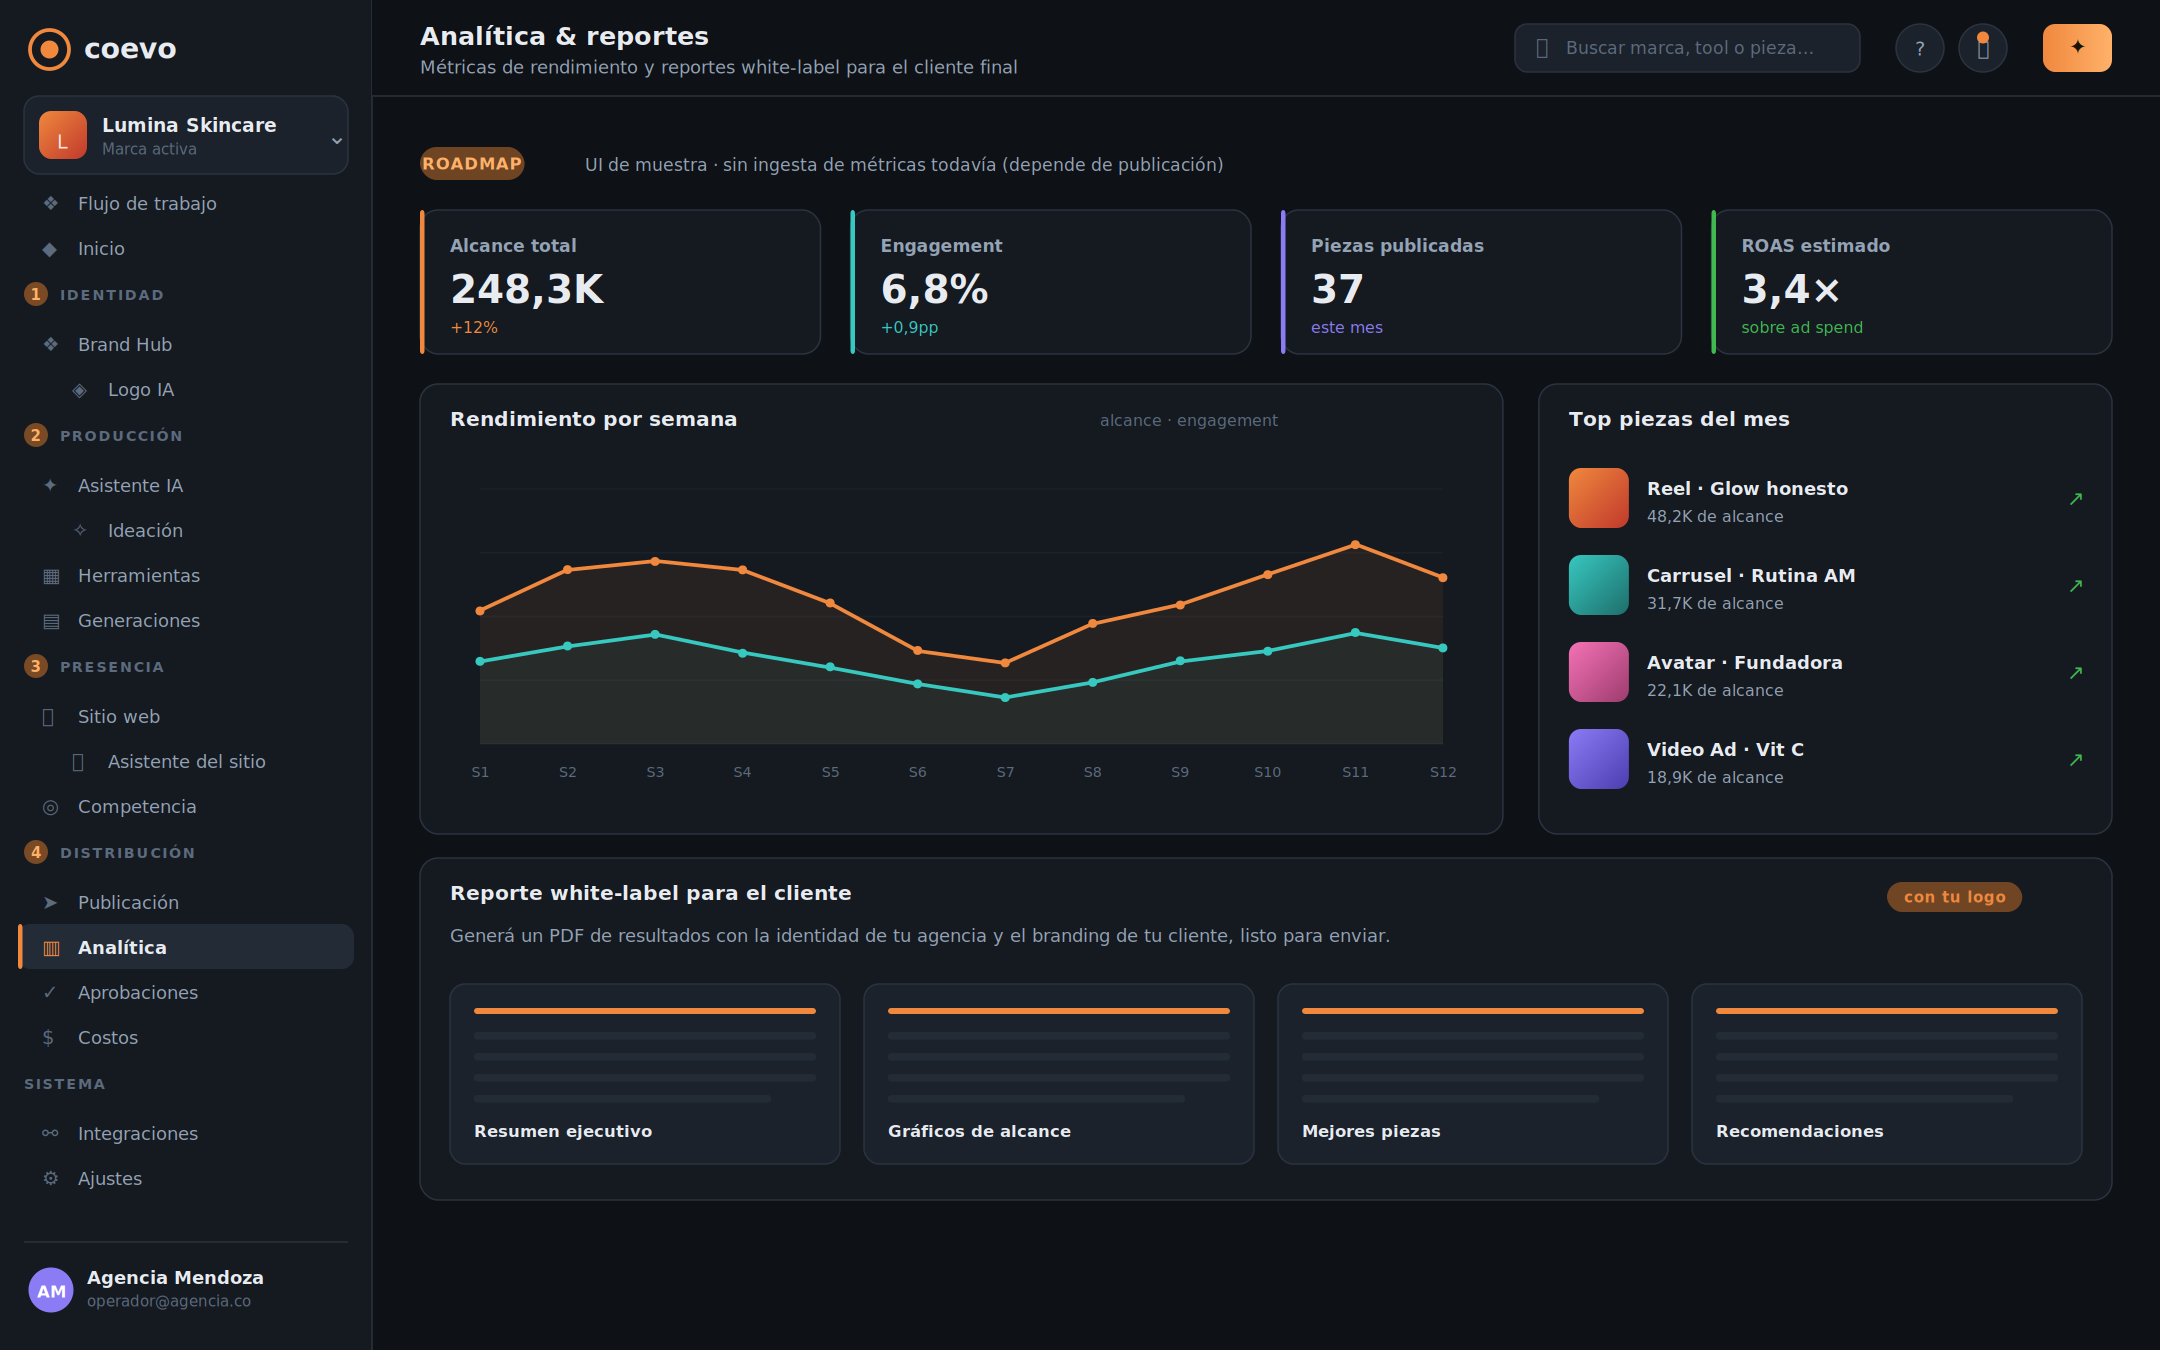 coevo
L
Lumina Skincare
Marca activa
Flujo de trabajo
Inicio
1 IDENTIDAD
Brand Hub
Logo IA
2 PRODUCCIÓN
Asistente IA
Ideación
Herramientas
Generaciones
3 PRESENCIA
Sitio web
Asistente del sitio
Competencia
4 DISTRIBUCIÓN
Publicación
Analítica
Aprobaciones
$ Costos
SISTEMA
Integraciones
Ajustes
AM
Agencia Mendoza
operador@agencia.co
Analítica & reportes
Métricas de rendimiento y reportes white-label para el cliente final
Buscar marca, tool o pieza…
?
ROADMAP
UI de muestra · sin ingesta de métricas todavía (depende de publicación)
Alcance total
248,3K
+12%
Engagement
6,8%
+0,9pp
Piezas publicadas
37
este mes
ROAS estimado
3,4×
sobre ad spend
Rendimiento por semana
alcance · engagement
S1 S2 S3 S4 S5 S6 S7 S8 S9 S10 S11 S12
Top piezas del mes
Reel · Glow honesto
48,2K de alcance
Carrusel · Rutina AM
31,7K de alcance
Avatar · Fundadora
22,1K de alcance
Video Ad · Vit C
18,9K de alcance
Reporte white-label para el cliente
con tu logo
Generá un PDF de resultados con la identidad de tu agencia y el branding de tu cliente, listo para enviar.
Resumen ejecutivo
Gráficos de alcance
Mejores piezas
Recomendaciones